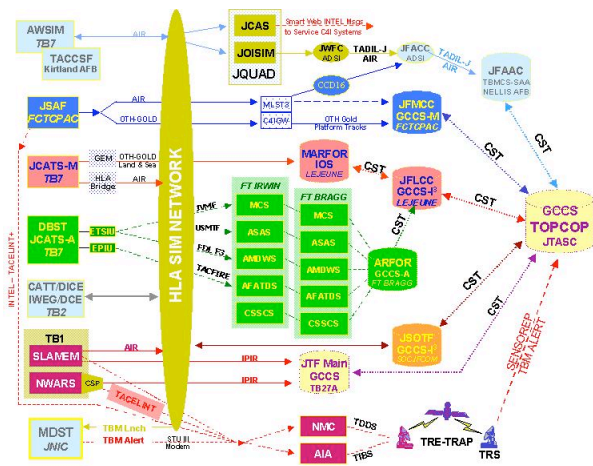 AWSIM
TB7
TACCSF
Kirtland AFB
AIR
JCAS
JOISIM
JQUAD
Smart Web INTEL Msgs
to Service C4I Systems
JWFC
ADSI
TADIL-J
AIR
JFACC
ADSI
TADIL-J
AIR
JFAAC
TBMCS-SAA
NELLIS AFB
CCD16
JSAF
FCTCPAC
AIR
OTH-GOLD
MLST3
C4IGW
OTH Gold
Platform Tracks
JFMCC
GCCS-M
FCTCPAC
CST
CST
JCATS-M
TB7
GEM
OTH-GOLD
Land & Sea
HLA
Bridge
AIR
MARFOR
IOS
LEJEUNE
CST
JFLCC
GCCS-I3
LEJEUNE
CST
GCCS
TOPCOP
JTASC
HLA SIM NETWORK
INTEL – TACELINT+
DBST
JCATS-A
TB7
ETSIU
EPIU
JVMF
USMTF
FDL F3
TACFIRE
FT IRWIN
MCS
ASAS
AMDWS
AFATDS
CSSCS
FT BRAGG
MCS
ASAS
AMDWS
AFATDS
CSSCS
CST
ARFOR
GCCS-A
FT BRAGG
CST
CST
CATT/DICE
IWEG/DCE
TB2
TB1
SLAMEM
NWARS
CSP
AIR
IPIR
IPIR
JSOTF
GCCS-I3
JTF Main
GCCS
TB27A
SENSOREP
TBM ALERT
TACELINT
MDST
JNIC
TBM Lnch
TBM Alert
STU III
Modem
NMC
AIA
TDDS
TIBS
TRE-TRAP
TRS